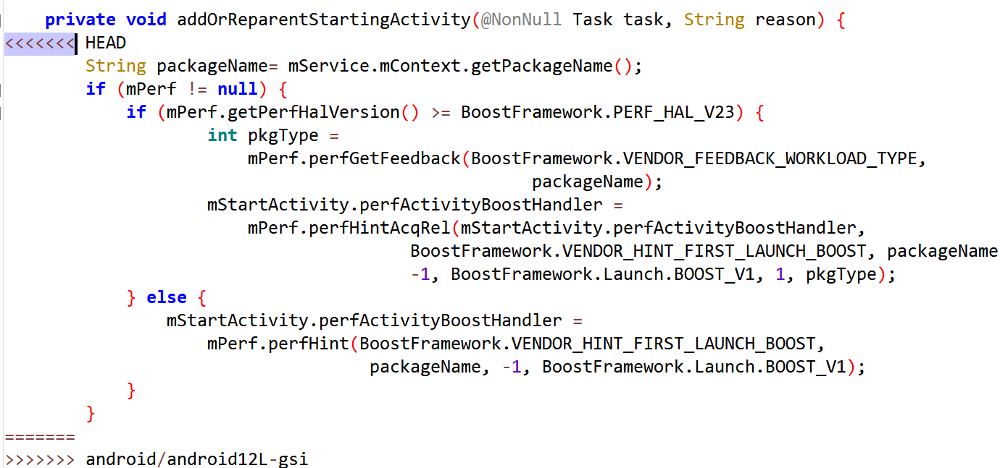 private void addOrReparentStartingActivity(@NonNull Task task, String reason) {
<<<<<<< HEAD
String packageName= mService.mContext.getPackageName();
if (mPerf != null) {
if (mPerf.getPerfHalVersion() >= BoostFramework.PERF_HAL_V23) {
int pkgType =
mPerf.perfGetFeedback(BoostFramework.VENDOR_FEEDBACK_WORKLOAD_TYPE,
packageName);
mStartActivity.perfActivityBoostHandler =
mPerf.perfHintAcqRel(mStartActivity.perfActivityBoostHandler,
BoostFramework.VENDOR_HINT_FIRST_LAUNCH_BOOST, packageName
-1, BoostFramework.Launch.BOOST_V1, 1, pkgType);
} else {
mStartActivity.perfActivityBoostHandler =
mPerf.perfHint(BoostFramework.VENDOR_HINT_FIRST_LAUNCH_BOOST,
packageName, -1, BoostFramework.Launch.BOOST_V1);
}
}
=======
>>>>>>> android/android12L-gsi